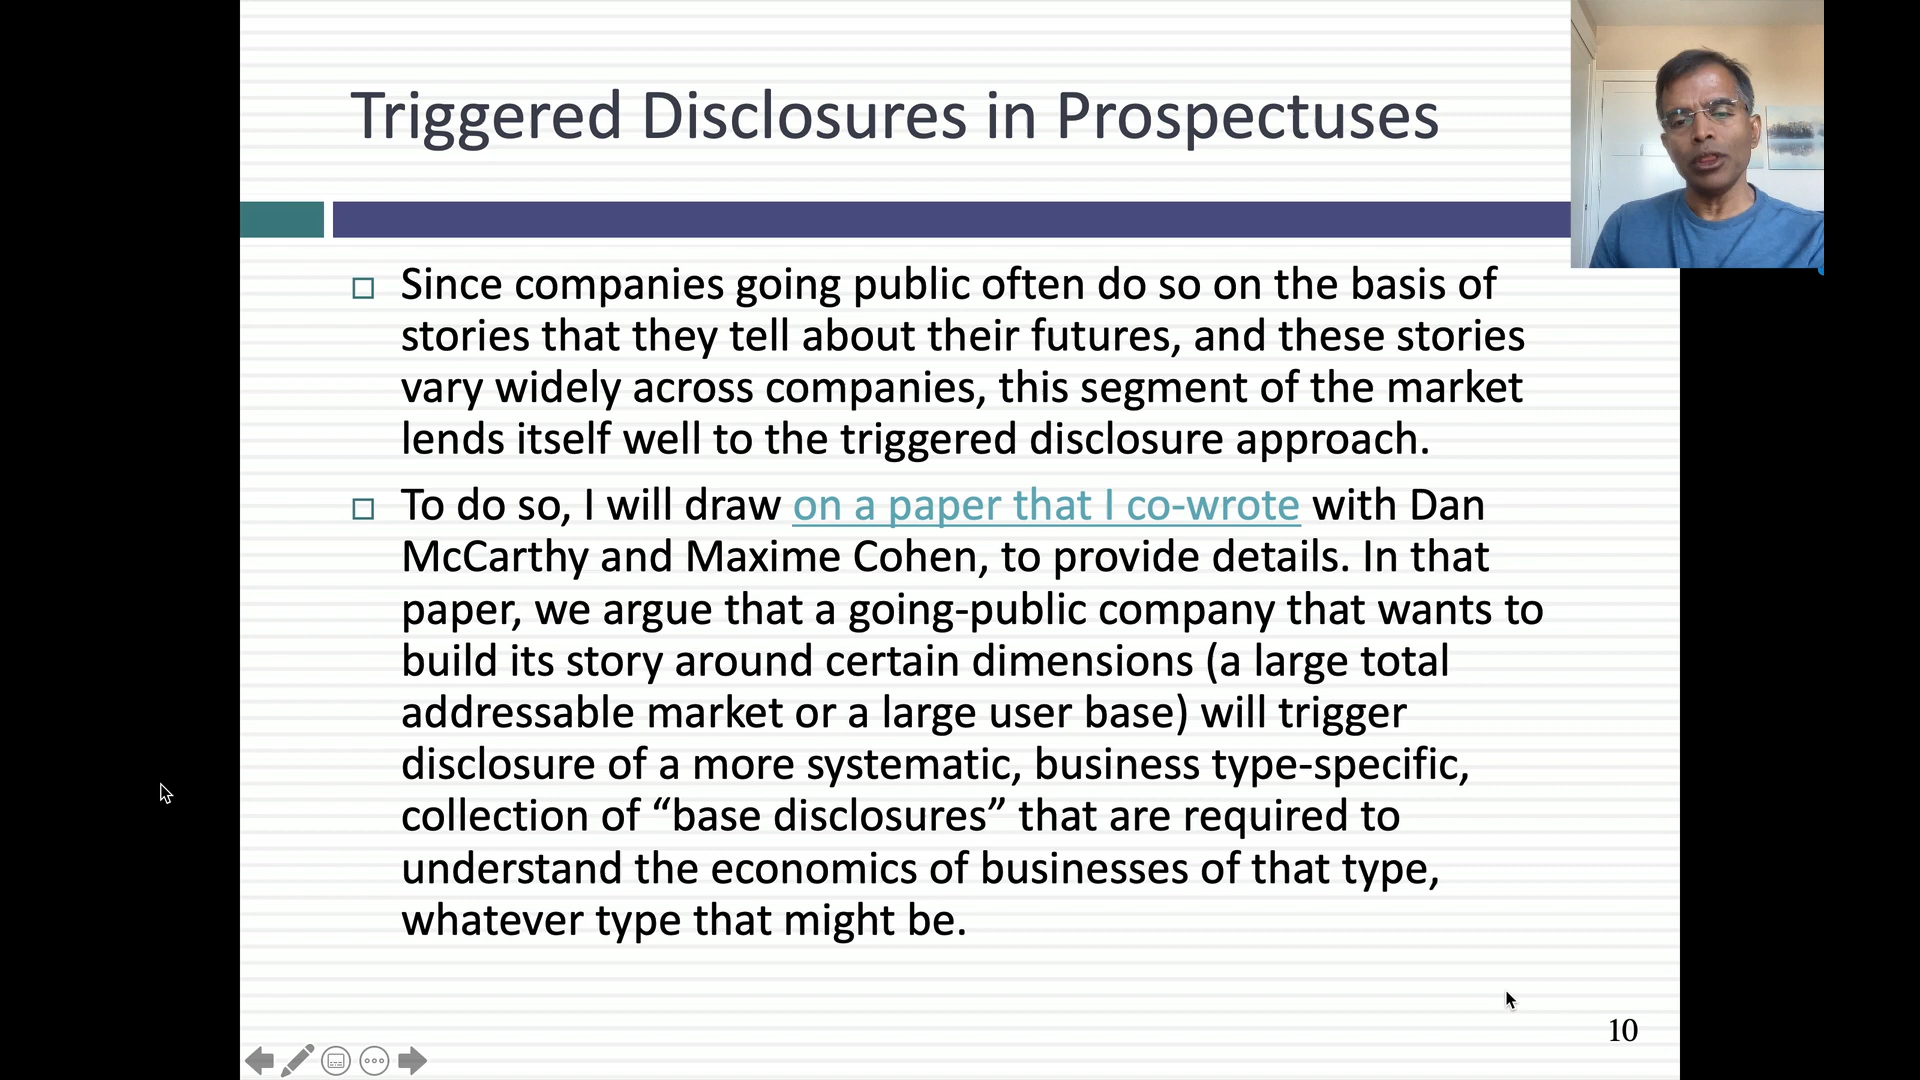 Triggered Disclosures in Prospectuses
Since companies going public often do so on the basis of
stories that they tell about their futures, and these stories
vary widely across companies, this segment of the market
lends itself well to the triggered disclosure approach.
To do so, I will draw on a paper that I co-wrote with Dan
McCarthy and Maxime Cohen, to provide details. In that
paper, we argue that a going-public company that wants to
build its story around certain dimensions (a large total
addressable market or a large user base) will trigger
disclosure of a more systematic, business type-specific,
collection of “base disclosures” that are required to
understand the economics of businesses of that type,
whatever type that might be.
10